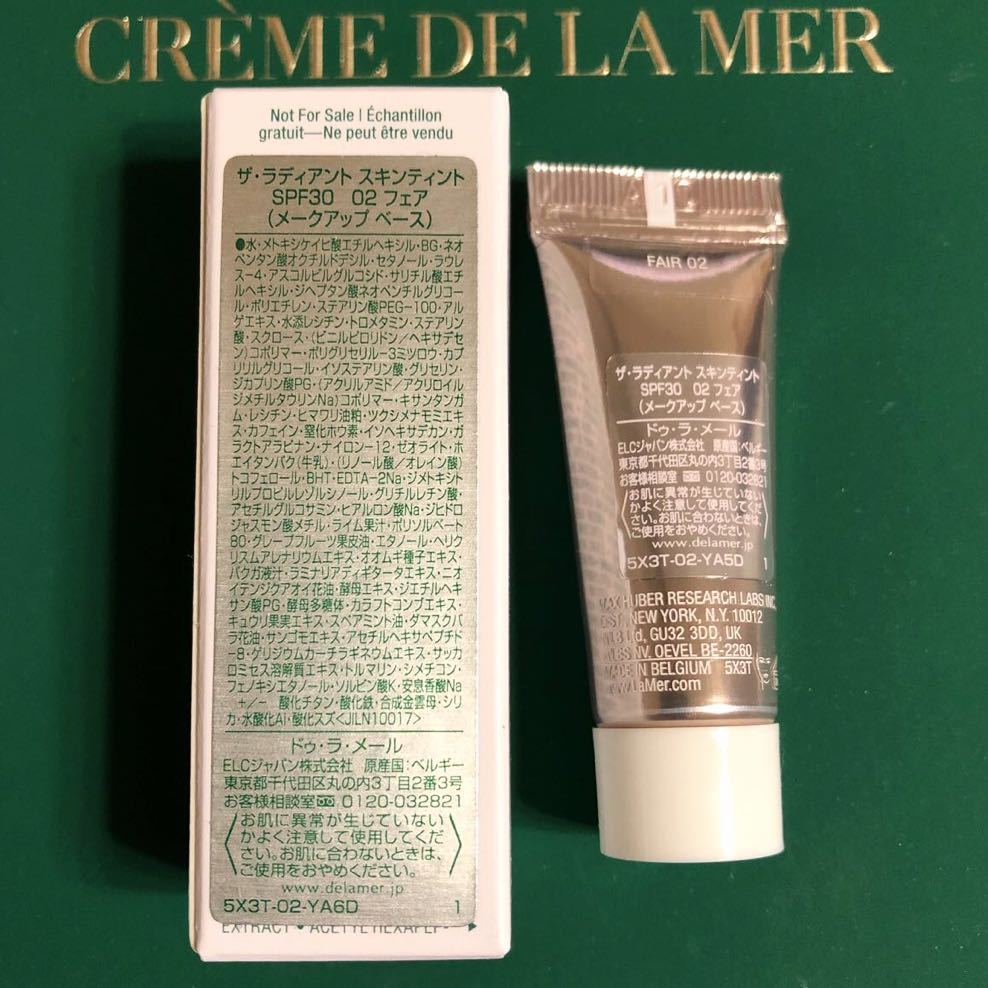 CRÈME DE LA MER
Not For Sale | Échantillon
gratuit—Ne peut être vendu
ザ・ラディアント スキンティント
SPF30 02 フェア
(メークアップ ベース)
●水・メトキシケイヒ酸エチルヘキシル・BG・ネオ
ペンタン酸オクチルドデシル・セタノール・ラウレ
ス-4・アスコルビルグルコシド・サリチル酸エチ
ルヘキシル・ジヘプタン酸ネオペンチルグリコー
ル・ポリエチレン・ステアリン酸PEG-100・アル
ゲエキス・水添レシチン・トロメタミン・ステアリン
酸・スクロース・(ビニルピロリドン/ヘキサデセ
ン)コポリマー・ポリグリセリル-3ミツロウ・カプ
リリルグリコール・イソステアリン酸・グリセリン・
ジカプリン酸PG・(アクリルアミド/アクリロイル
ジメチルタウリンNa)コポリマー・キサンタンガ
ム・レシチン・ヒマワリ油粕・ツクシメナモミエキ
ス・カフェイン・窒化ホウ素・イソヘキサデカン・ガ
ラクトアラビナン・ナイロン-12・ゼオライト・ホ
エイタンパク(牛乳)・(リノール酸/オレイン酸)
トコフェロール・BHT・EDTA-2Na・ジメトキシト
リルプロピルレゾルシノール・グリチルレチン酸・
アセチルグルコサミン・ヒアルロン酸Na・ジヒドロ
ジャスモン酸メチル・ライム果汁・ポリソルベート
80・グレープフルーツ果皮油・エタノール・ヘリク
リスムアレナリウムエキス・オオムギ種子エキス・
バクガ液汁・ラミナリアディギタータエキス・ニオ
イテンジクアオイ花油・酵母エキス・ジエチルヘキ
サン酸PG・酵母多糖体・カラフトコンブエキス・
キュウリ果実エキス・スペアミント油・ダマスクバ
ラ花油・サンゴモエキス・アセチルヘキサペプチド
-8・ゲリジウムカーチラギネウムエキス・サッカ
ロミセス溶解質エキス・トルマリン・シメチコン・
フェノキシエタノール・ソルビン酸K・安息香酸Na
+/- 酸化チタン・酸化鉄・合成金雲母・シリ
カ・水酸化Al・酸化スズ<JILN10017>
ドゥ・ラ・メール
ELCジャパン株式会社 原産国:ベルギー
東京都千代田区丸の内3丁目2番3号
お客様相談室 0120-032821
お肌に異常が生じていない
かよく注意して使用してくだ
さい。お肌に合わないときは、
ご使用をおやめください。
www.delamer.jp
5X3T-02-YA6D 1
FAIR 02
ザ・ラディアント スキンティント
SPF30 02 フェア
(メークアップ ベース)
ドゥ・ラ・メール
ELCジャパン株式会社 原産国:ベルギー
東京都千代田区丸の内3丁目2番3号
お客様相談室 0120-032821
お肌に異常が生じていない
かよく注意して使用してくだ
さい。お肌に合わないときは、
ご使用をおやめください。
www.delamer.jp
5X3T-02-YA5D 1
MAX HUBER RESEARCH LABS INC.
DIST. NEW YORK, N.Y. 10012
Ltd, GU32 3DD, UK
NV. OEVEL BE-2260
MADE IN BELGIUM 5X3T
www.LaMer.com